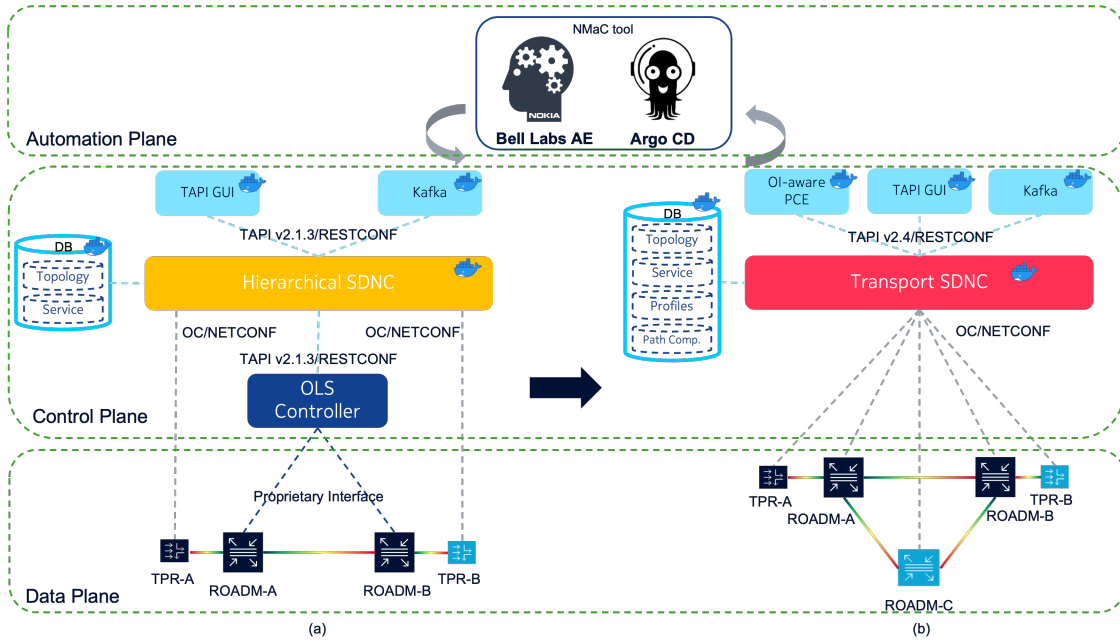 NMaC tool
NOKIA
Bell Labs AE
Argo CD
Automation Plane
TAPI GUI
Kafka
TAPI v2.1.3/RESTCONF
DB
Topology
Service
Hierarchical SDNC
OC/NETCONF
OC/NETCONF
TAPI v2.1.3/RESTCONF
OLS
Controller
Control Plane
OI-aware
PCE
TAPI GUI
Kafka
TAPI v2.4/RESTCONF
DB
Topology
Service
Profiles
Path Comp.
Transport SDNC
OC/NETCONF
Proprietary Interface
TPR-A
ROADM-A
ROADM-B
TPR-B
Data Plane
TPR-A
ROADM-A
ROADM-B
TPR-B
ROADM-C
(a)
(b)